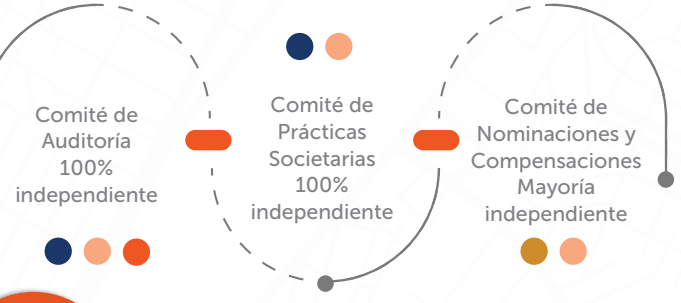 Comité de
Auditoría
100%
independiente
Comité de
Prácticas
Societarias
100%
independiente
Comité de
Nominaciones y
Compensaciones
Mayoría
independiente